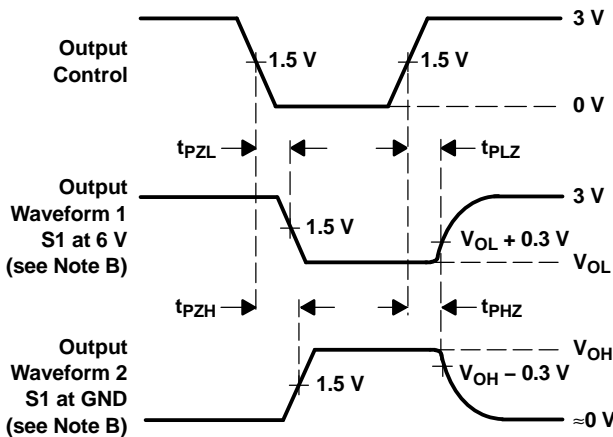 3 V
Output
Control
1.5 V
1.5 V
0 V
tPZL
tPLZ
Output
Waveform 1
S1 at 6 V
(see Note B)
3 V
1.5 V
VOL + 0.3 V
VOL
tPZH
tPHZ
Output
Waveform 2
S1 at GND
(see Note B)
VOH
1.5 V
VOH – 0.3 V
≈0 V